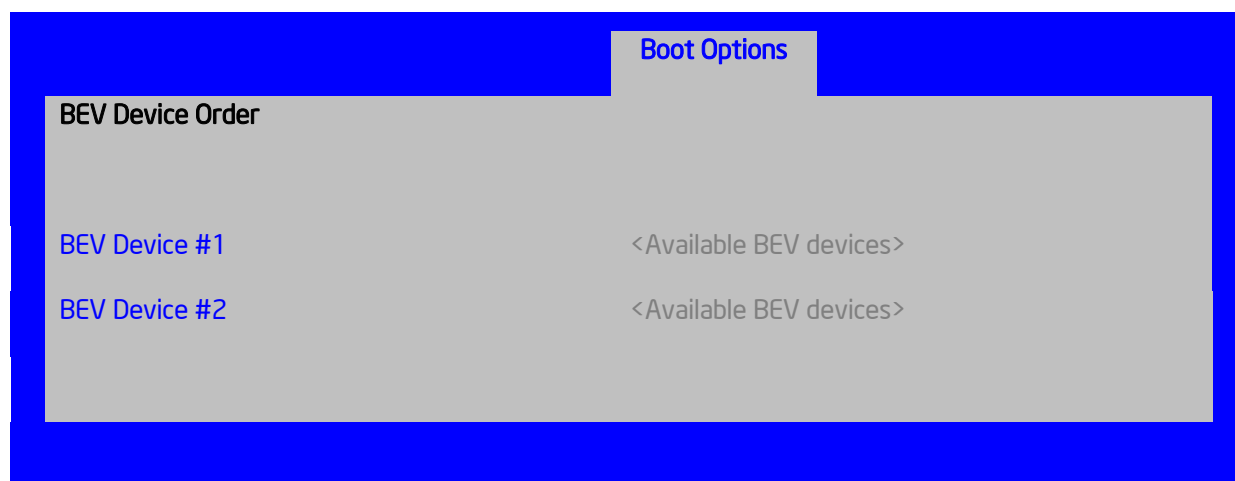 Boot Options
BEV Device Order
BEV Device #1 <Available BEV devices>
BEV Device #2 <Available BEV devices>